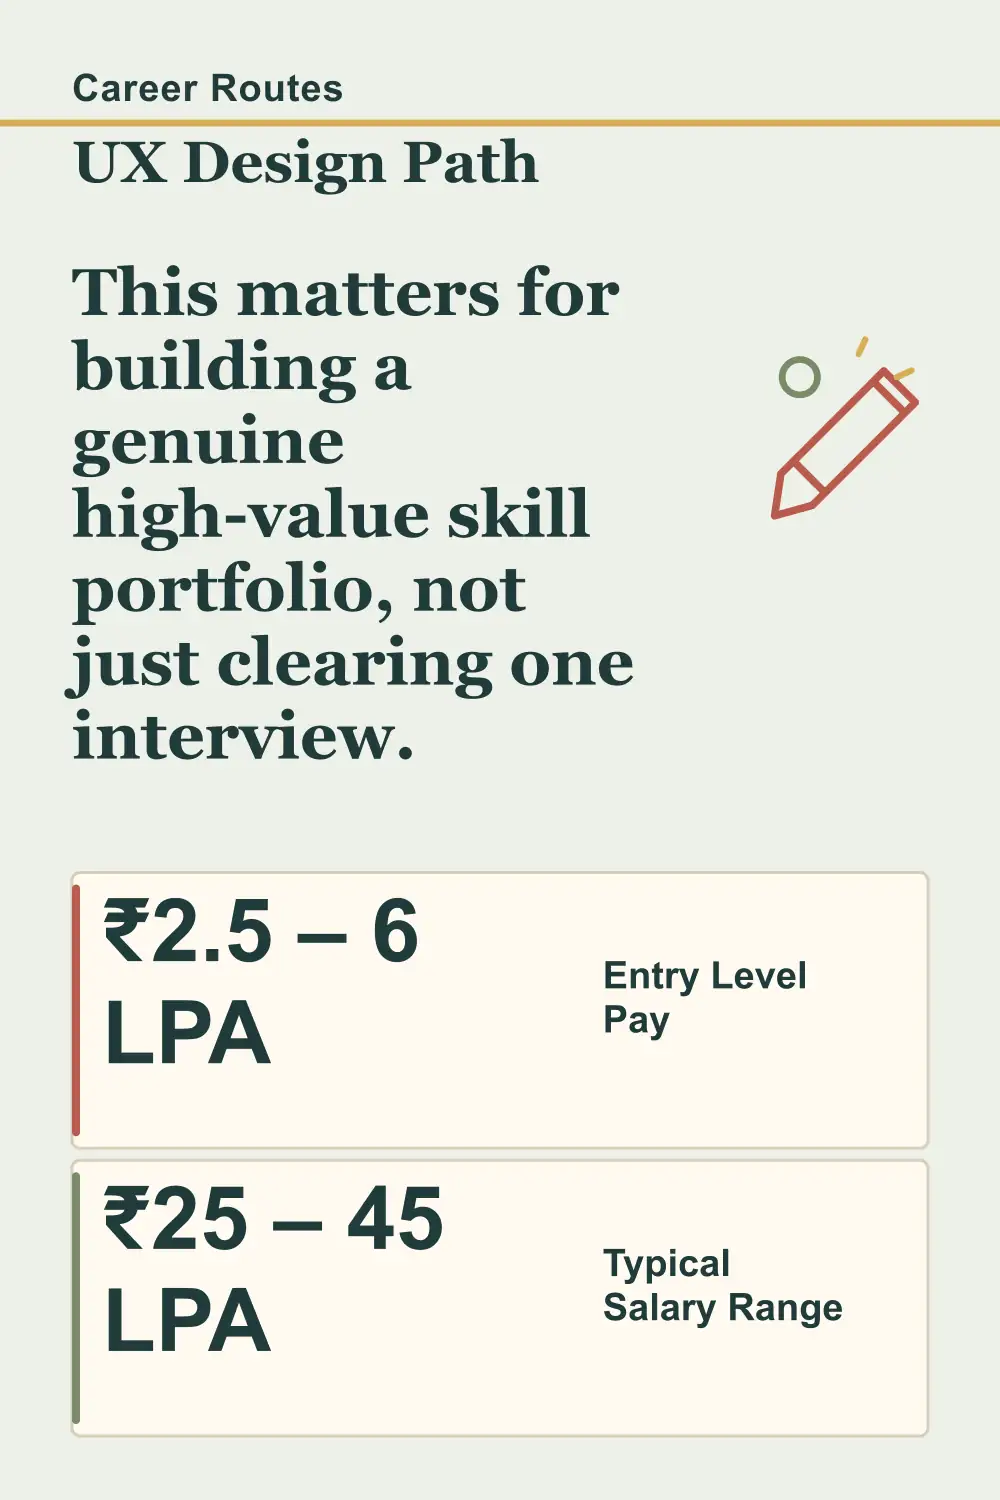 Career Routes
UX Design Path
This matters for
building a
genuine
high-value skill
portfolio, not
just clearing one
interview.
₹2.5 – 6
LPA
Entry Level
Pay
₹25 – 45
LPA
Typical
Salary Range